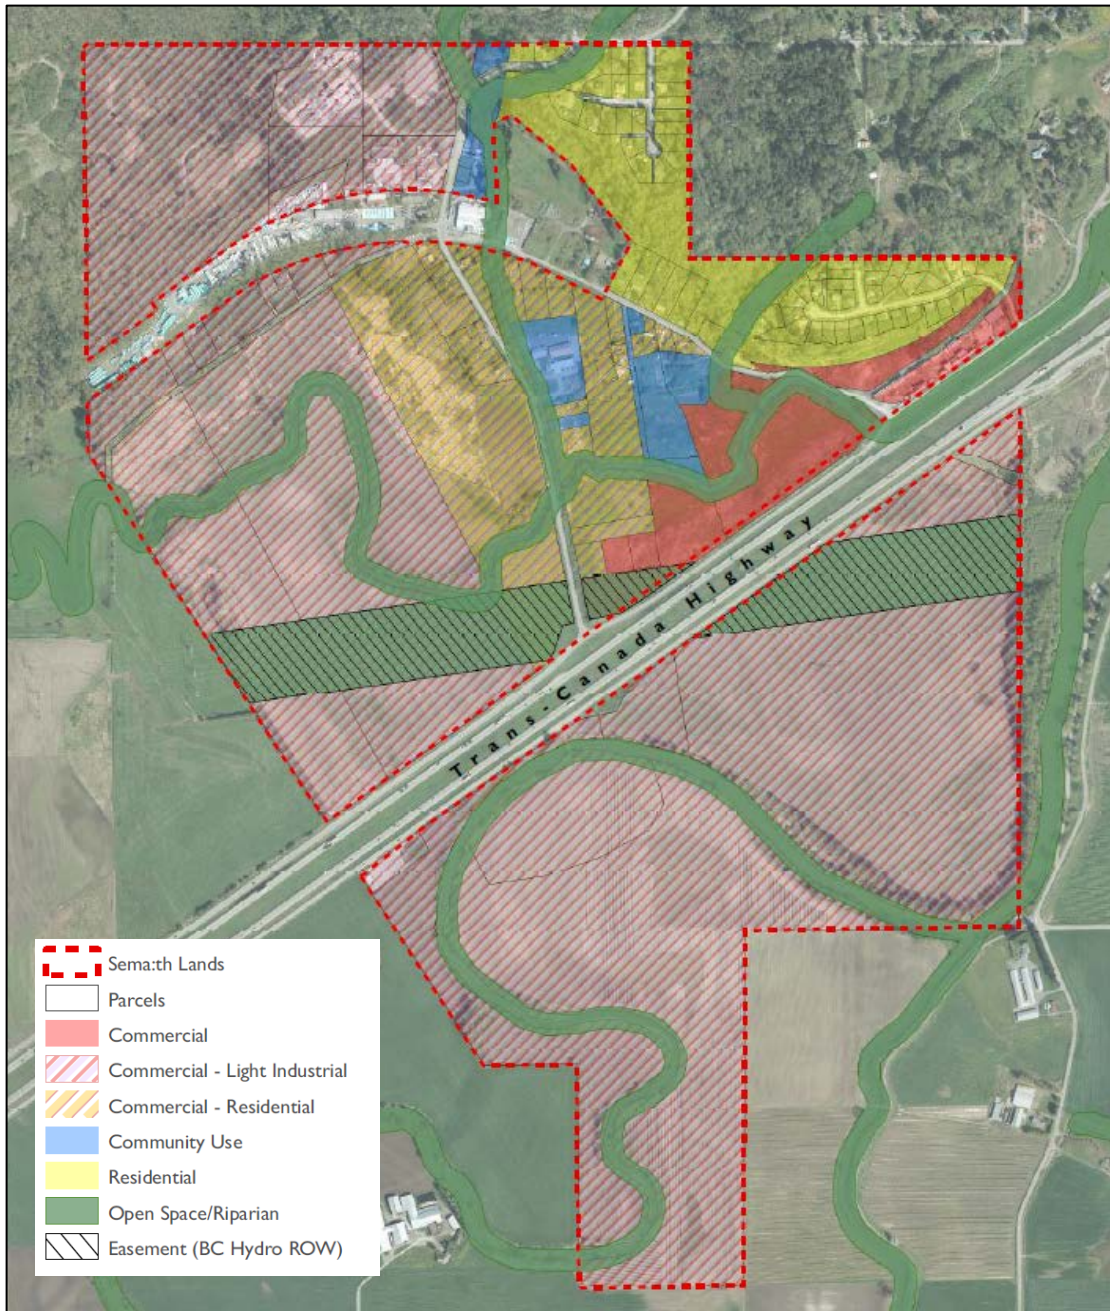 Trans-Canada Highway
Sema:th Lands
Parcels
Commercial
Commercial - Light Industrial
Commercial - Residential
Community Use
Residential
Open Space/Riparian
Easement (BC Hydro ROW)